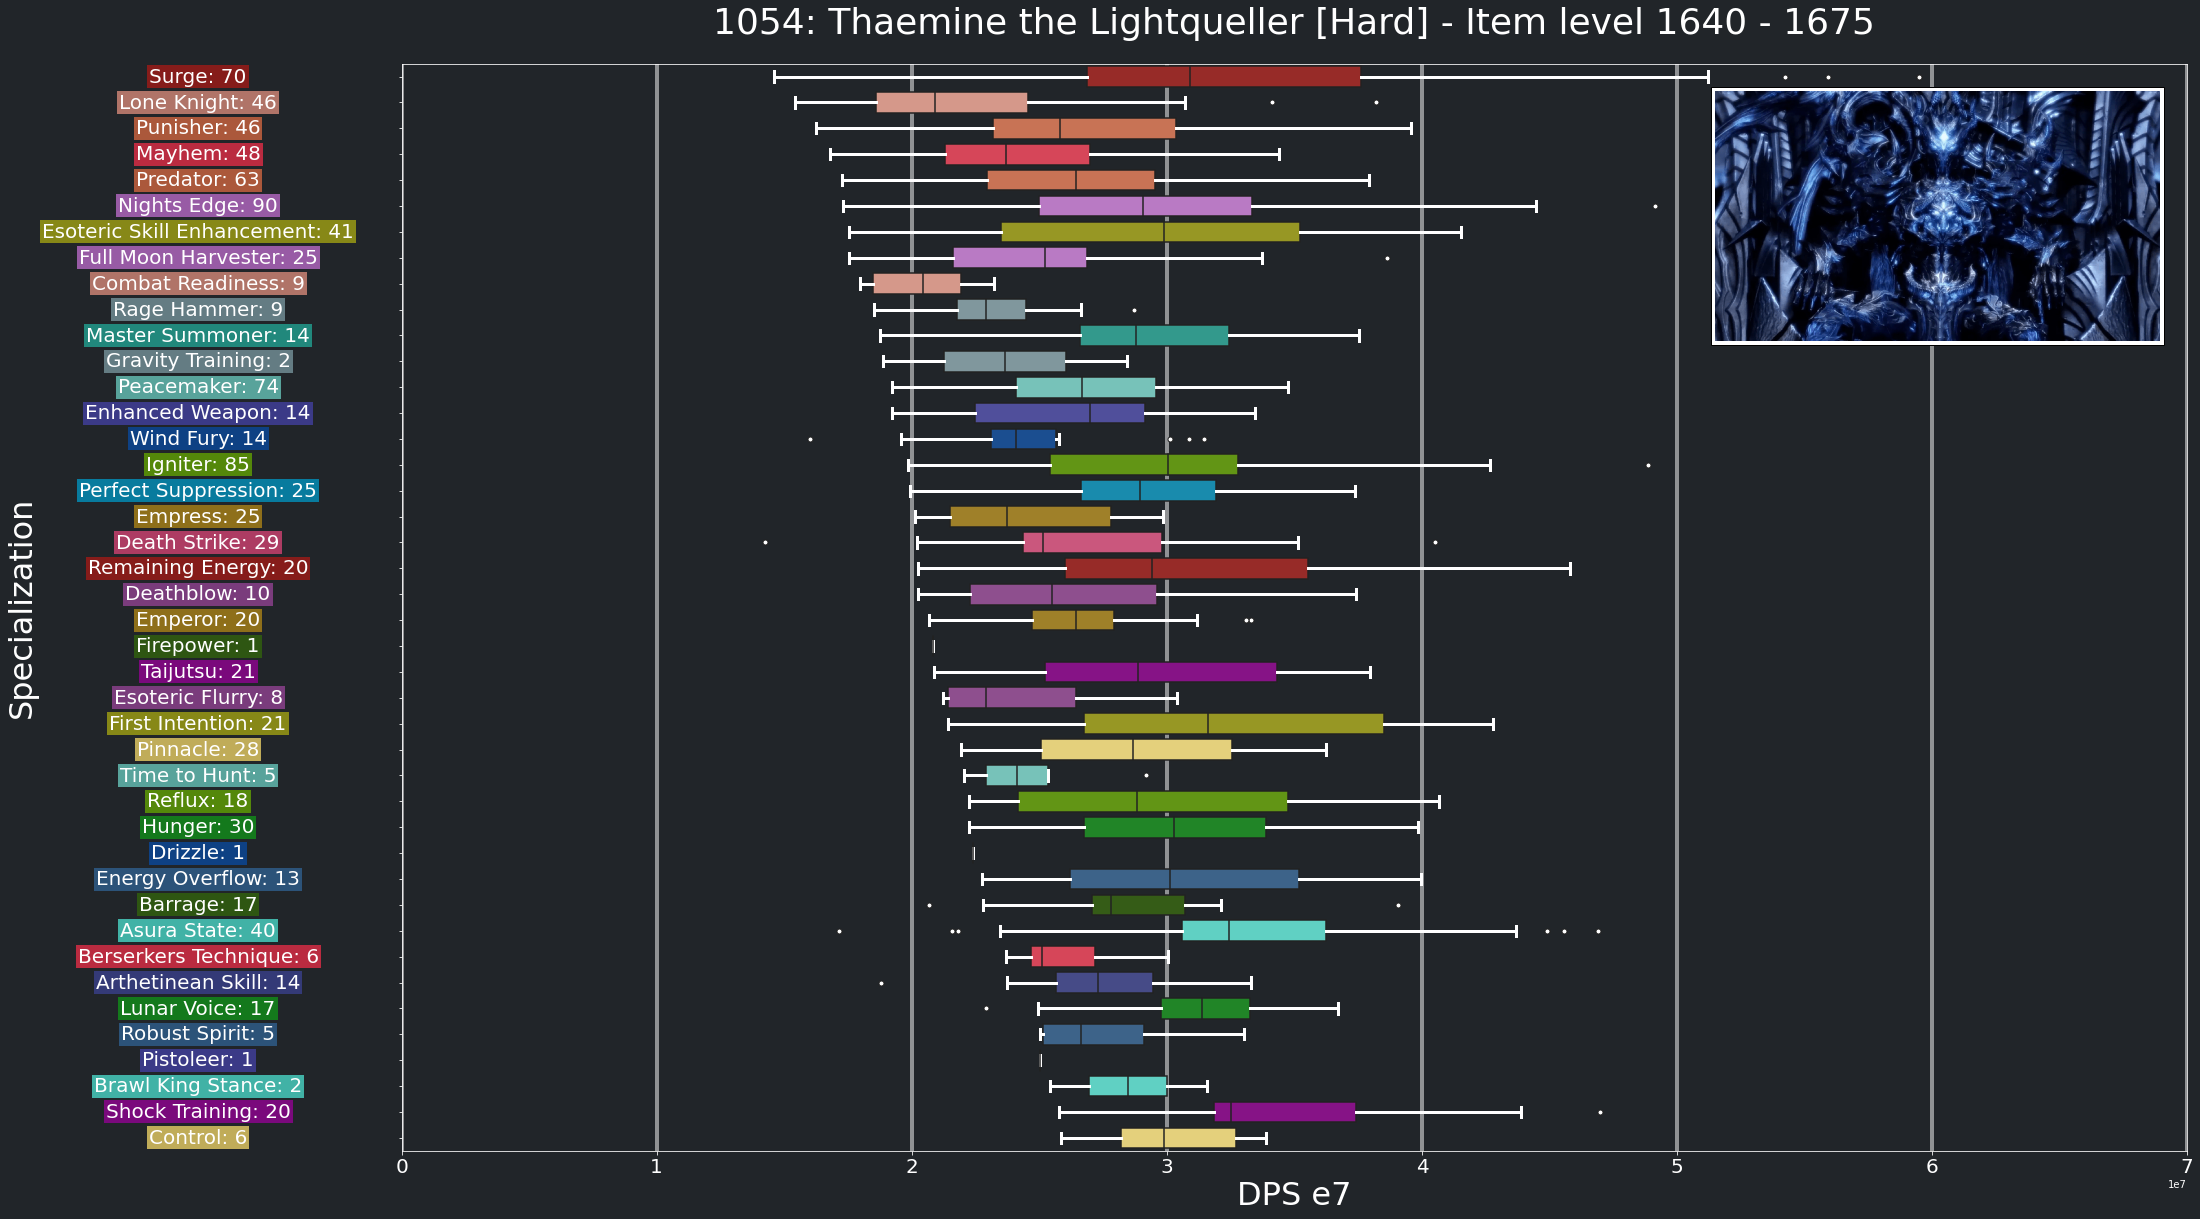 1054: Thaemine the Lightqueller [Hard] - Item level 1640 - 1675
Specialization
Surge: 70
Lone Knight: 46
Punisher: 46
Mayhem: 48
Predator: 63
Nights Edge: 90
Esoteric Skill Enhancement: 41
Full Moon Harvester: 25
Combat Readiness: 9
Rage Hammer: 9
Master Summoner: 14
Gravity Training: 2
Peacemaker: 74
Enhanced Weapon: 14
Wind Fury: 14
Igniter: 85
Perfect Suppression: 25
Empress: 25
Death Strike: 29
Remaining Energy: 20
Deathblow: 10
Emperor: 20
Firepower: 1
Taijutsu: 21
Esoteric Flurry: 8
First Intention: 21
Pinnacle: 28
Time to Hunt: 5
Reflux: 18
Hunger: 30
Drizzle: 1
Energy Overflow: 13
Barrage: 17
Asura State: 40
Berserkers Technique: 6
Arthetinean Skill: 14
Lunar Voice: 17
Robust Spirit: 5
Pistoleer: 1
Brawl King Stance: 2
Shock Training: 20
Control: 6
0 1 2 3 4 5 6 7
1e7
DPS e7